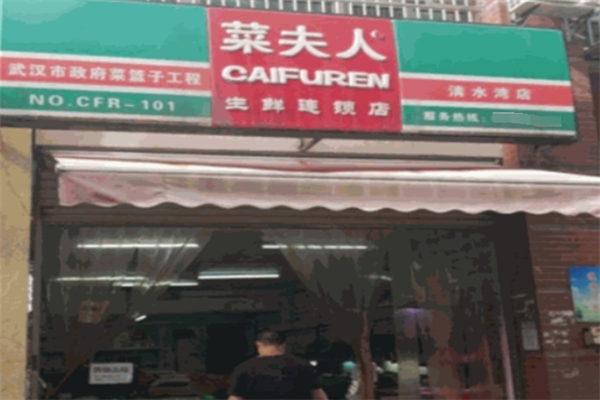 武汉市政府菜篮子工程
NO.CFR-101
菜夫人
CAIFUREN
生鲜连锁店
清水湾店
服务热线: